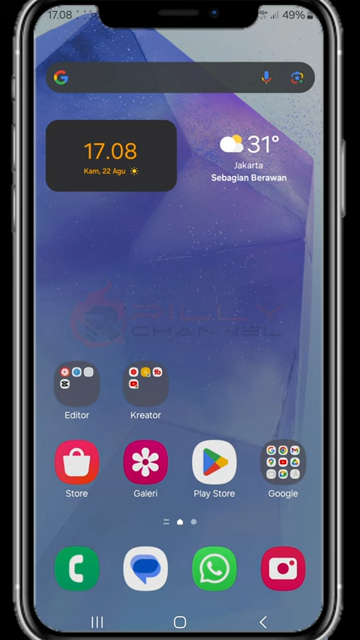 17.08
49%
17.08
Kam, 22 Agu
31°
Jakarta
Sebagian Berawan
CHANNEL
Editor
Kreator
Store
Galeri
Play Store
Google